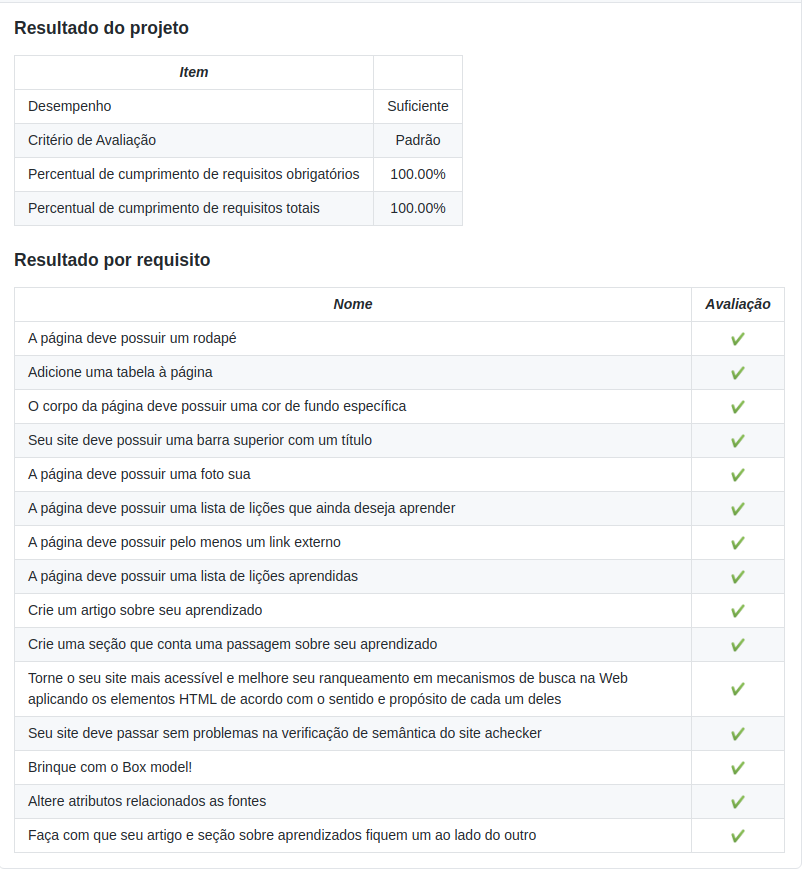 Resultado do projeto
Item
Desempenho Suficiente
Critério de Avaliação Padrão
Percentual de cumprimento de requisitos obrigatórios 100.00%
Percentual de cumprimento de requisitos totais 100.00%
Resultado por requisito
Nome Avaliação
A página deve possuir um rodapé
Adicione uma tabela à página
O corpo da página deve possuir uma cor de fundo específica
Seu site deve possuir uma barra superior com um título
A página deve possuir uma foto sua
A página deve possuir uma lista de lições que ainda deseja aprender
A página deve possuir pelo menos um link externo
A página deve possuir uma lista de lições aprendidas
Crie um artigo sobre seu aprendizado
Crie uma seção que conta uma passagem sobre seu aprendizado
Torne o seu site mais acessível e melhore seu ranqueamento em mecanismos de busca na Web
aplicando os elementos HTML de acordo com o sentido e propósito de cada um deles
Seu site deve passar sem problemas na verificação de semântica do site achecker
Brinque com o Box model!
Altere atributos relacionados as fontes
Faça com que seu artigo e seção sobre aprendizados fiquem um ao lado do outro